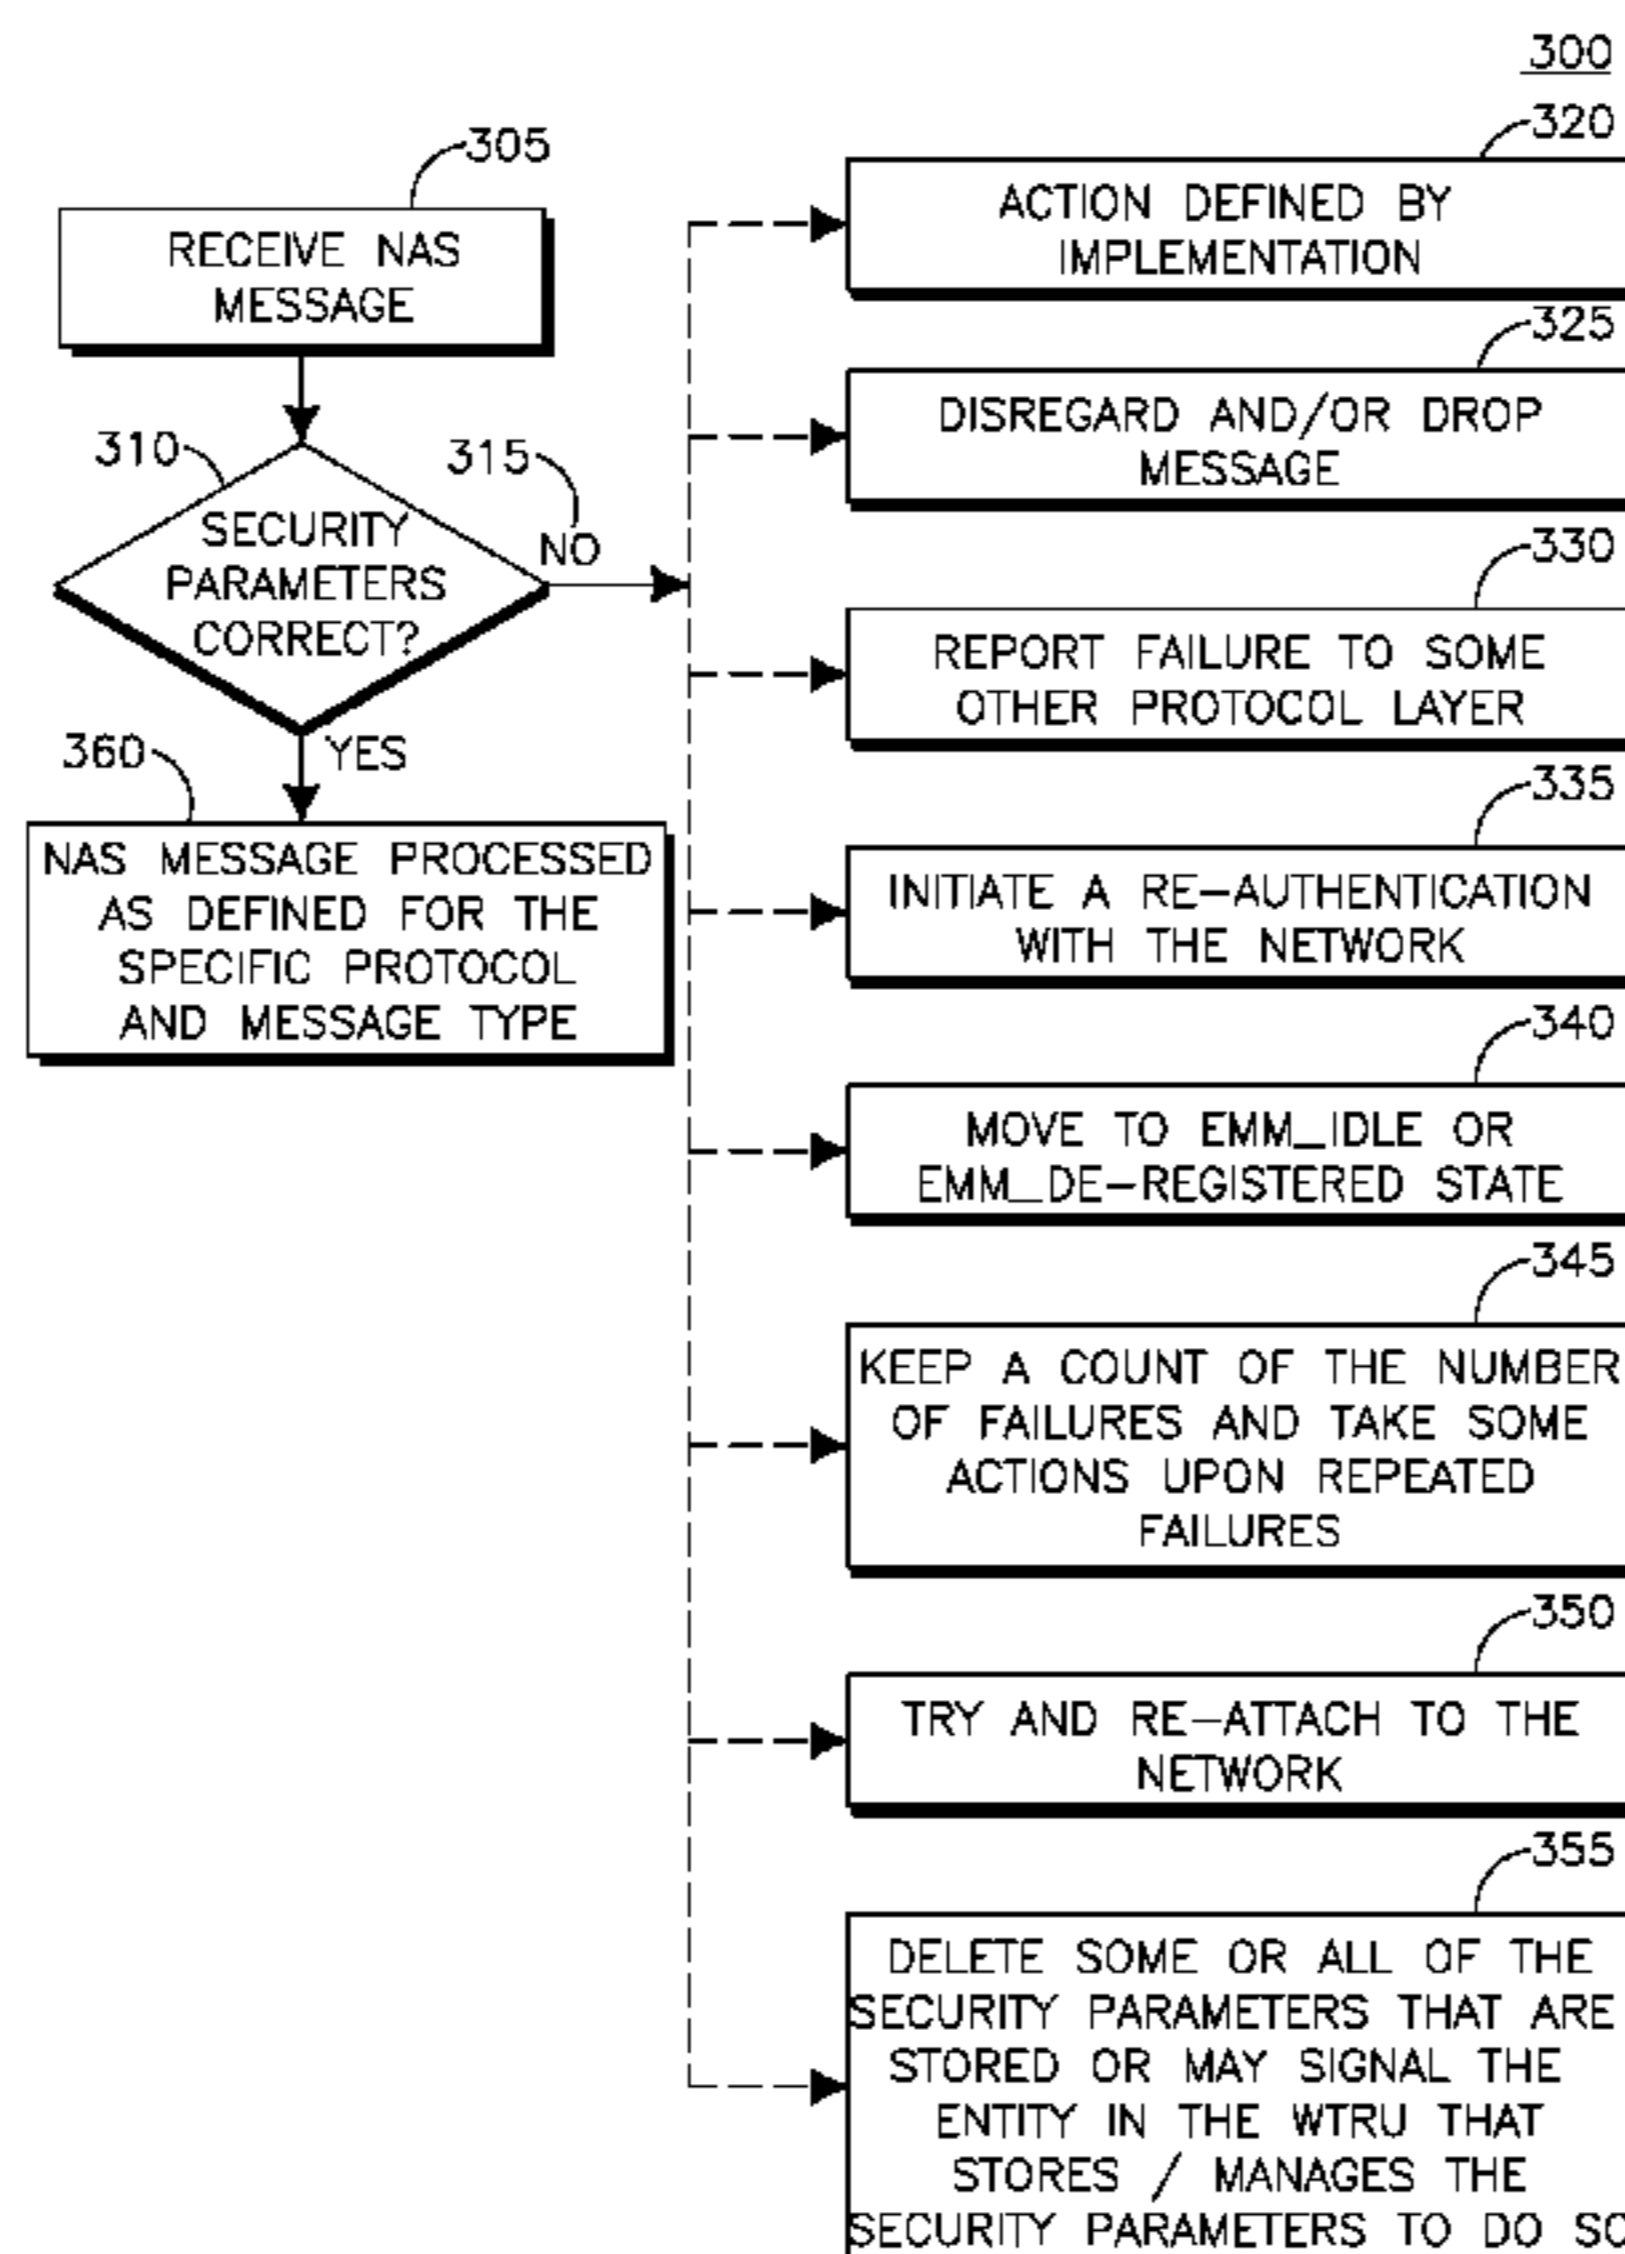 300
305
RECEIVE NAS
MESSAGE
310
SECURITY
PARAMETERS
CORRECT?
315
NO
YES
360
NAS MESSAGE PROCESSED
AS DEFINED FOR THE
SPECIFIC PROTOCOL
AND MESSAGE TYPE
320
ACTION DEFINED BY
IMPLEMENTATION
325
DISREGARD AND/OR DROP
MESSAGE
330
REPORT FAILURE TO SOME
OTHER PROTOCOL LAYER
335
INITIATE A RE-AUTHENTICATION
WITH THE NETWORK
340
MOVE TO EMM_IDLE OR
EMM_DE-REGISTERED STATE
345
KEEP A COUNT OF THE NUMBER
OF FAILURES AND TAKE SOME
ACTIONS UPON REPEATED
FAILURES
350
TRY AND RE-ATTACH TO THE
NETWORK
355
DELETE SOME OR ALL OF THE
SECURITY PARAMETERS THAT ARE
STORED OR MAY SIGNAL THE
ENTITY IN THE WTRU THAT
STORES / MANAGES THE
SECURITY PARAMETERS TO DO SO